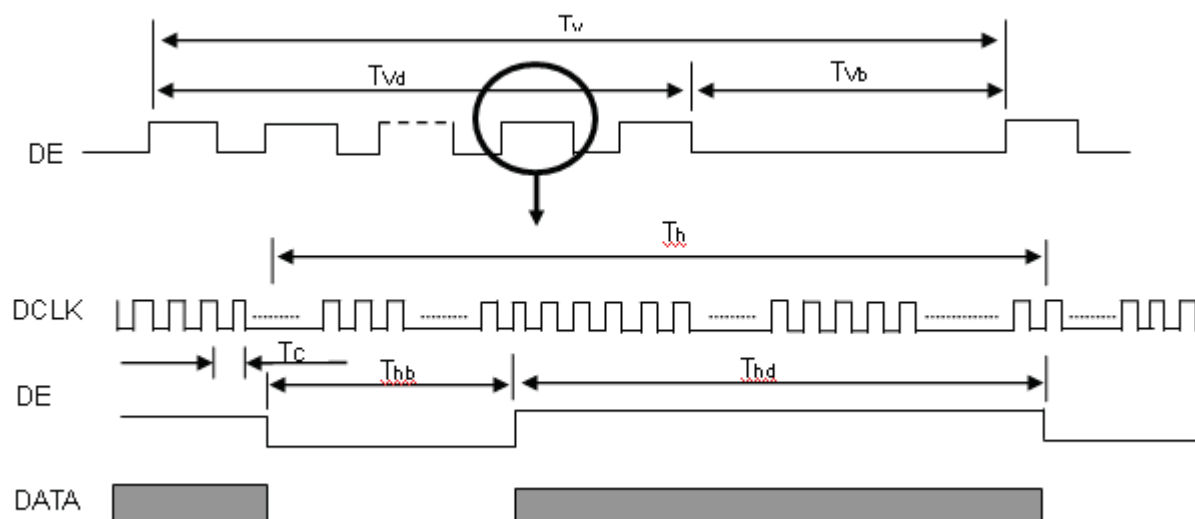 Tv
Tvd
Tvb
DE
Th
DCLK
Tc
Thb
Thd
DE
DATA